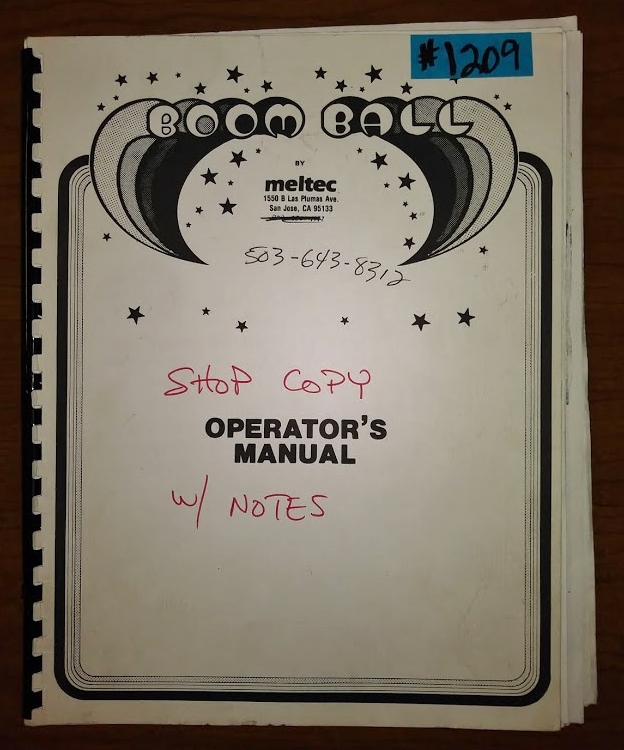 #1209
BOOM BALL
BY
meltec
1550 B Las Plumas Ave.
San Jose, CA 95133
503-643-8312
SHOP COPY
OPERATOR'S
MANUAL
W/ NOTES